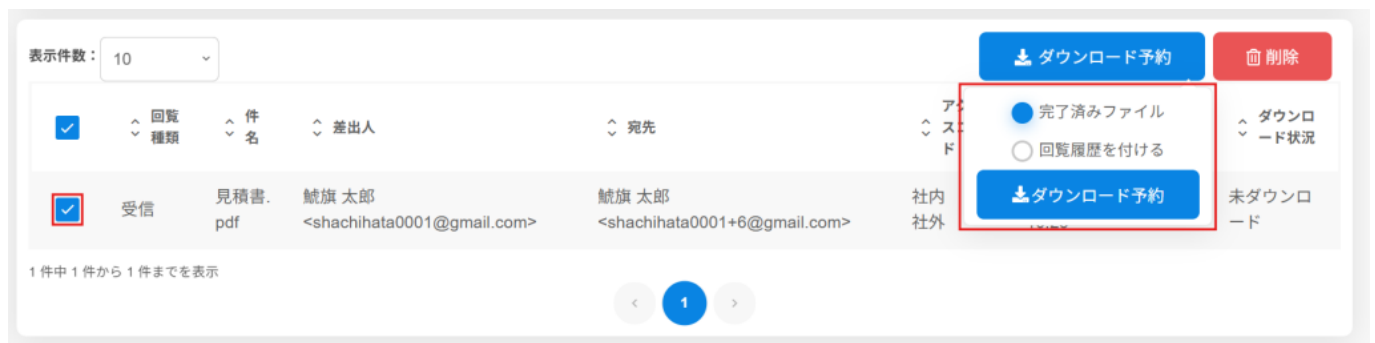 表示件数： 10
ダウンロード予約
削除
回覧種類
件名
差出人
宛先
ド
完了済みファイル
回覧履歴を付ける
ダウンロード予約
ダウンロード状況
受信
見積書.pdf
鯱旗 太郎
<shachihata0001@gmail.com>
鯱旗 太郎
<shachihata0001+6@gmail.com>
社内
社外
未ダウンロード
1 件中 1 件から 1 件までを表示
1